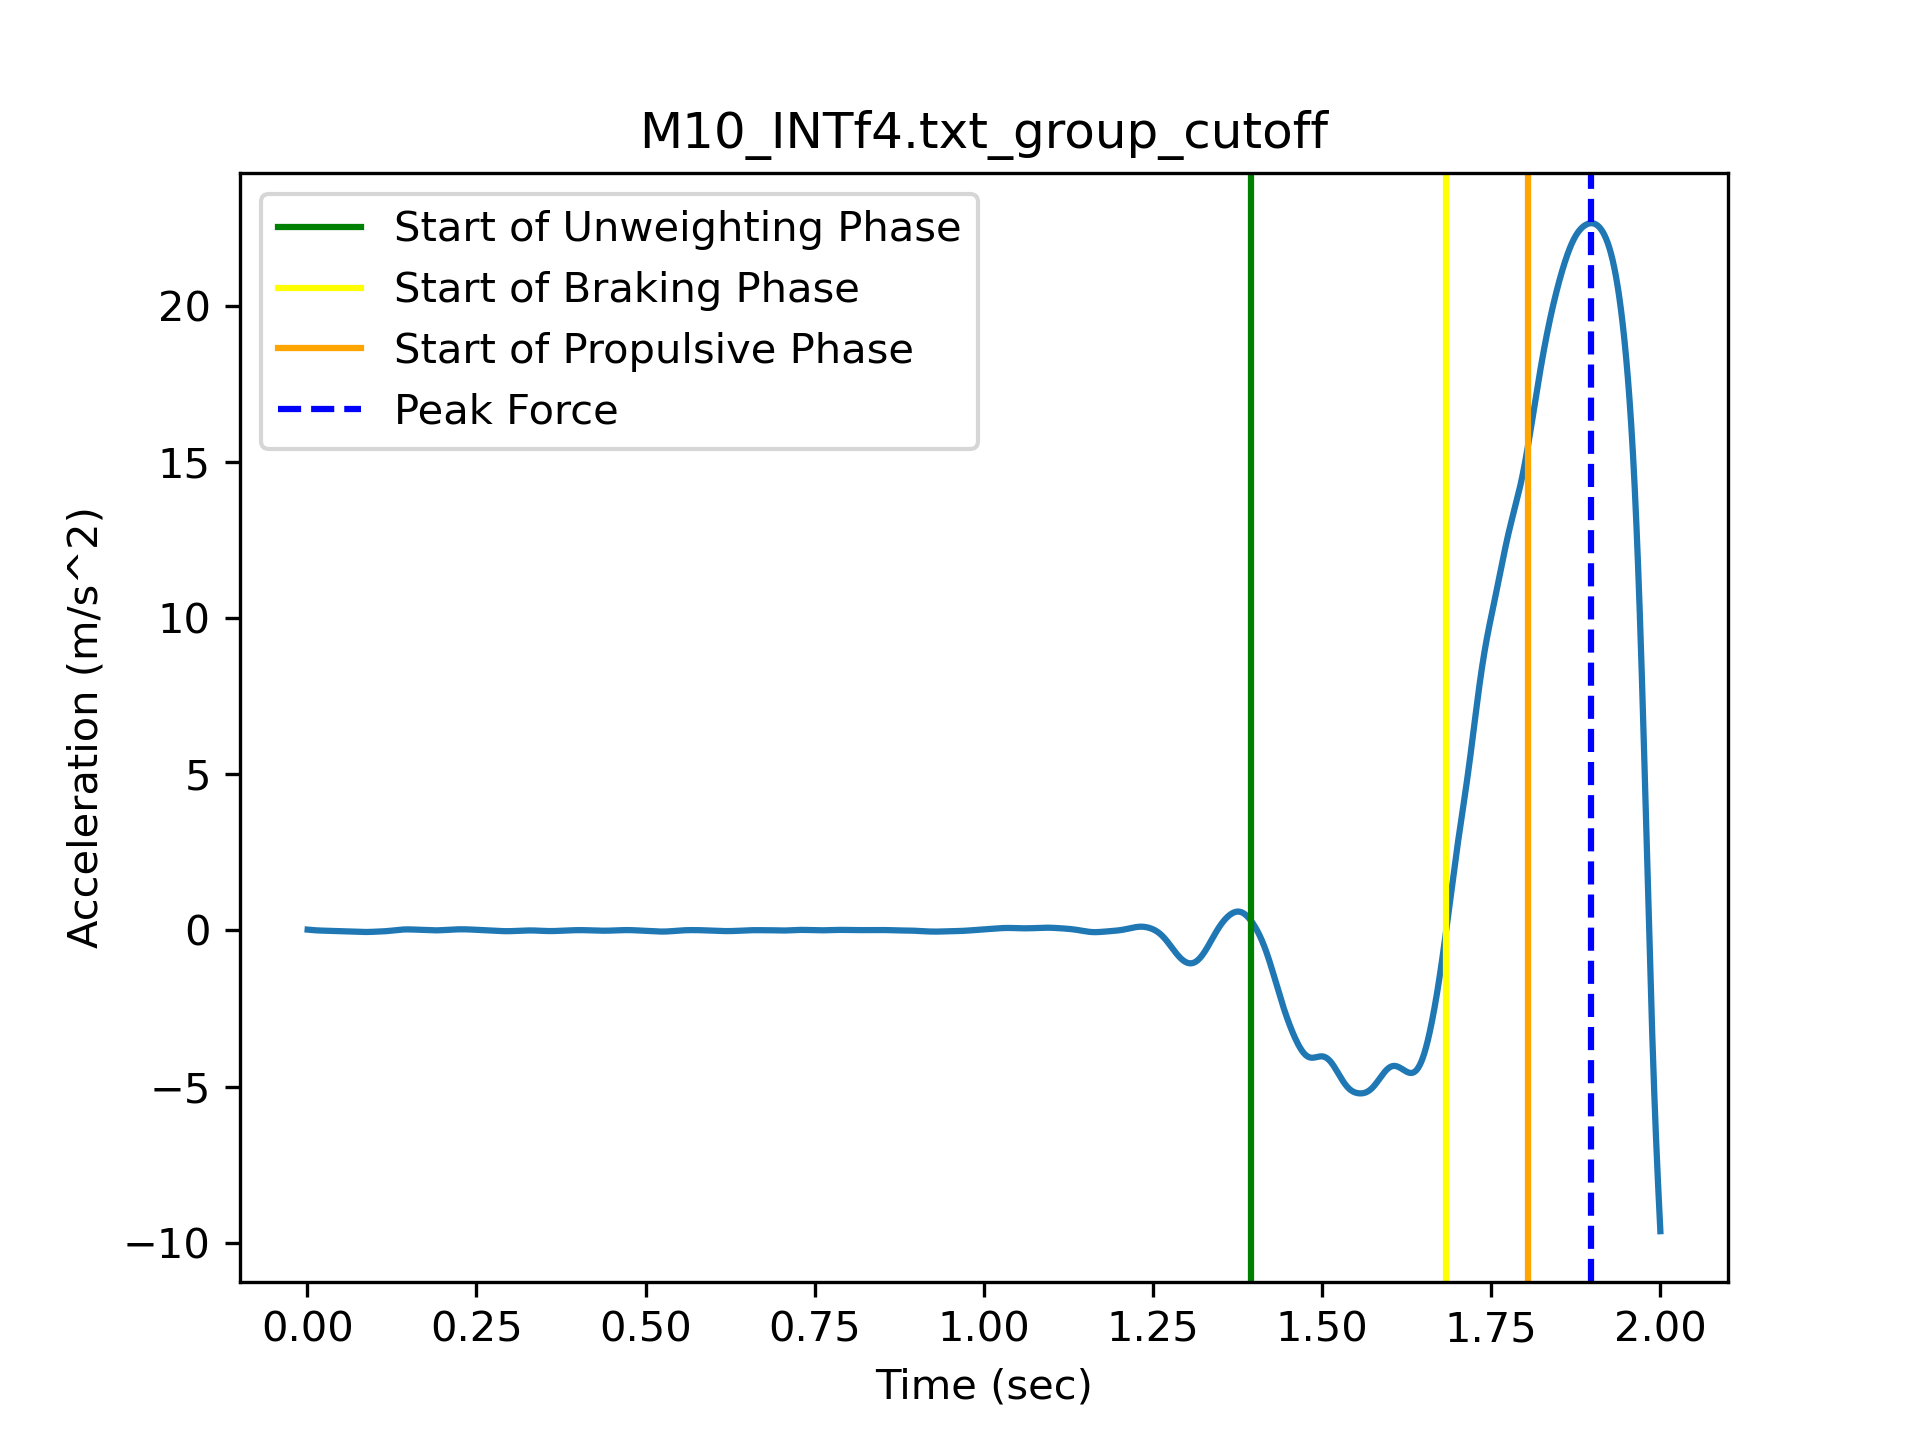 M10_INTf4.txt_group_cutoff
Start of Unweighting Phase
Start of Braking Phase
Start of Propulsive Phase
Peak Force
Acceleration (m/s^2)
20
15
10
5
0
−5
−10
0.00 0.25 0.50 0.75 1.00 1.25 1.50 1.75 2.00
Time (sec)